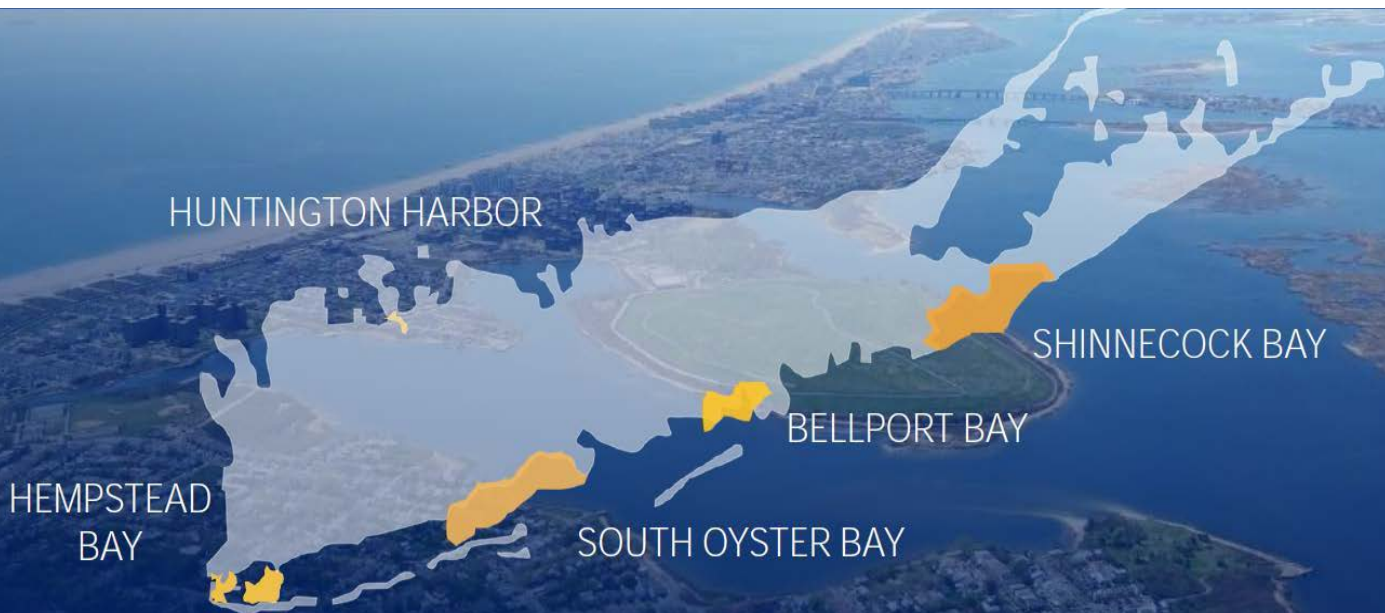 HUNTINGTON HARBOR
SHINNECOCK BAY
BELLPORT BAY
HEMPSTEAD
BAY
SOUTH OYSTER BAY